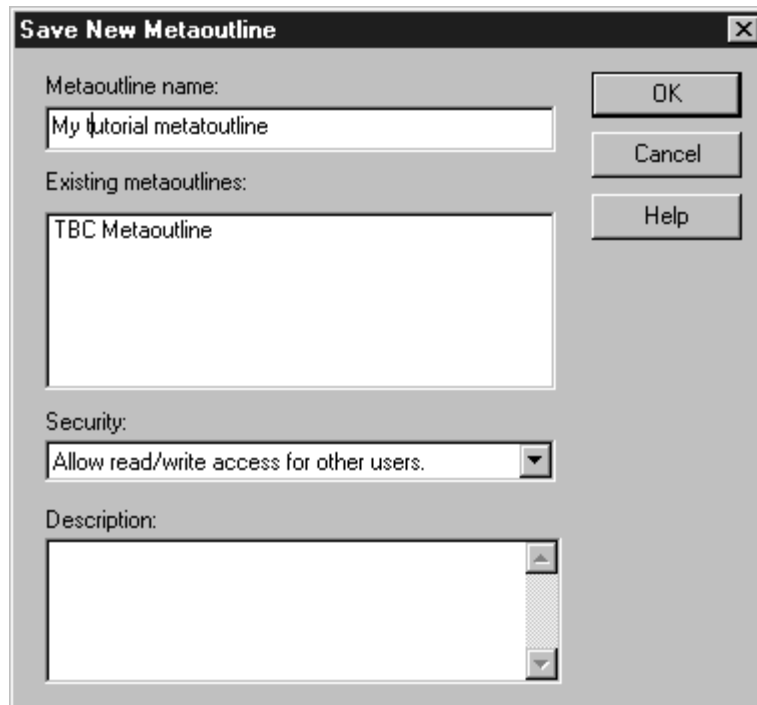 Save New Metaoutline
Metaoutline name:
My tutorial metatoutline
Existing metaoutlines:
TBC Metaoutline
Security:
Allow read/write access for other users.
Description:
OK
Cancel
Help